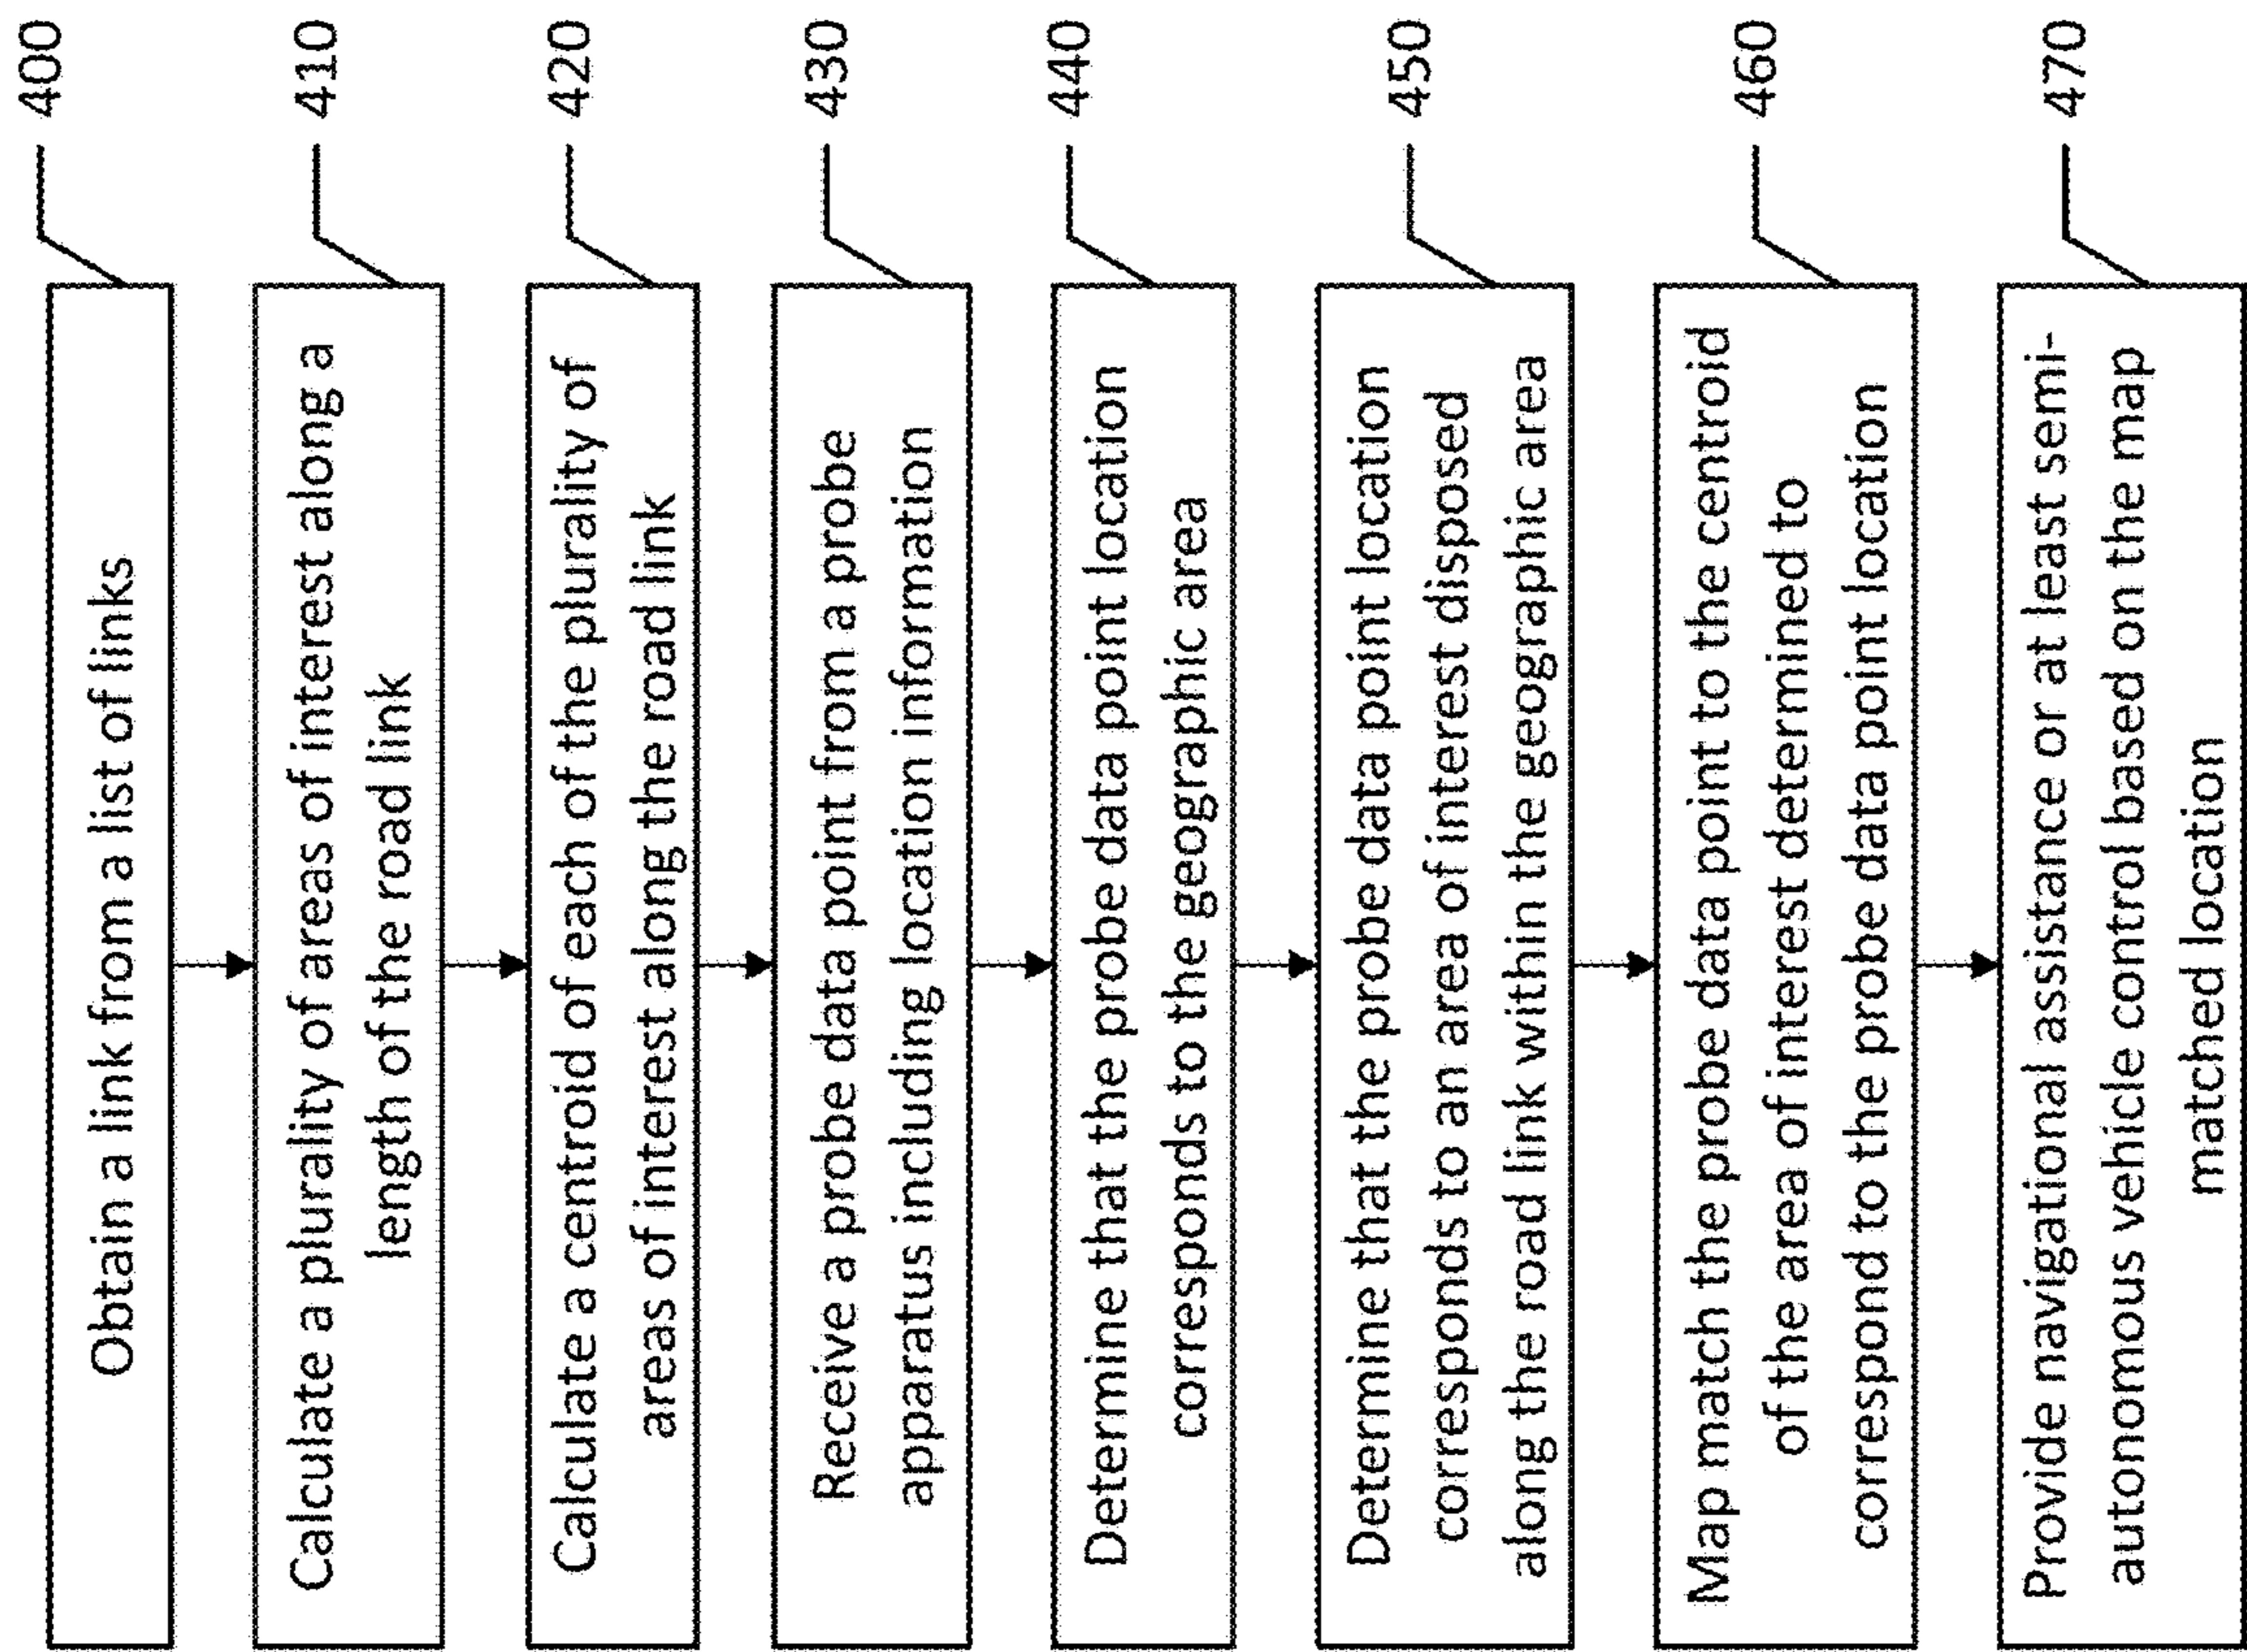 400
Obtain a link from a list of links
410
Calculate a plurality of areas of interest along a
length of the road link
420
Calculate a centroid of each of the plurality of
areas of interest along the road link
430
Receive a probe data point from a probe
apparatus including location information
440
Determine that the probe data point location
corresponds to the geographic area
450
Determine that the probe data point location
corresponds to an area of interest disposed
along the road link within the geographic area
460
Map match the probe data point to the centroid
of the area of interest determined to
correspond to the probe data point location
470
Provide navigational assistance or at least semi-
autonomous vehicle control based on the map
matched location